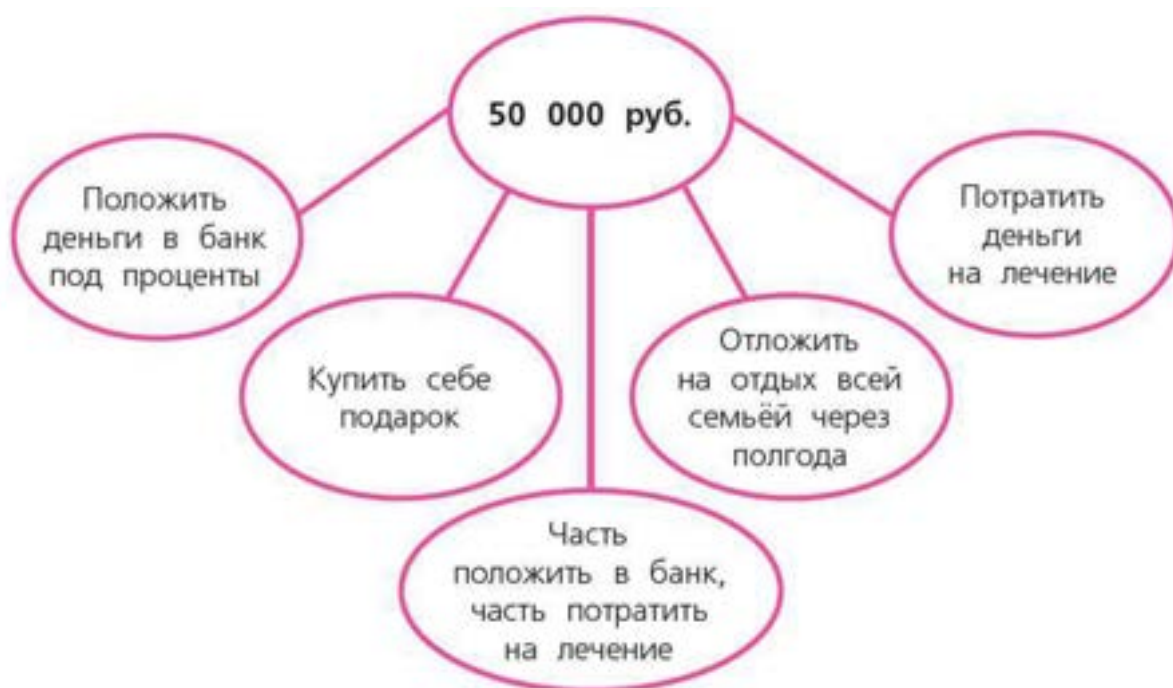 50 000 руб.
Положить
деньги в банк
под проценты
Купить себе
подарок
Часть
положить в банк,
часть потратить
на лечение
Отложить
на отдых всей
семьёй через
полгода
Потратить
деньги
на лечение